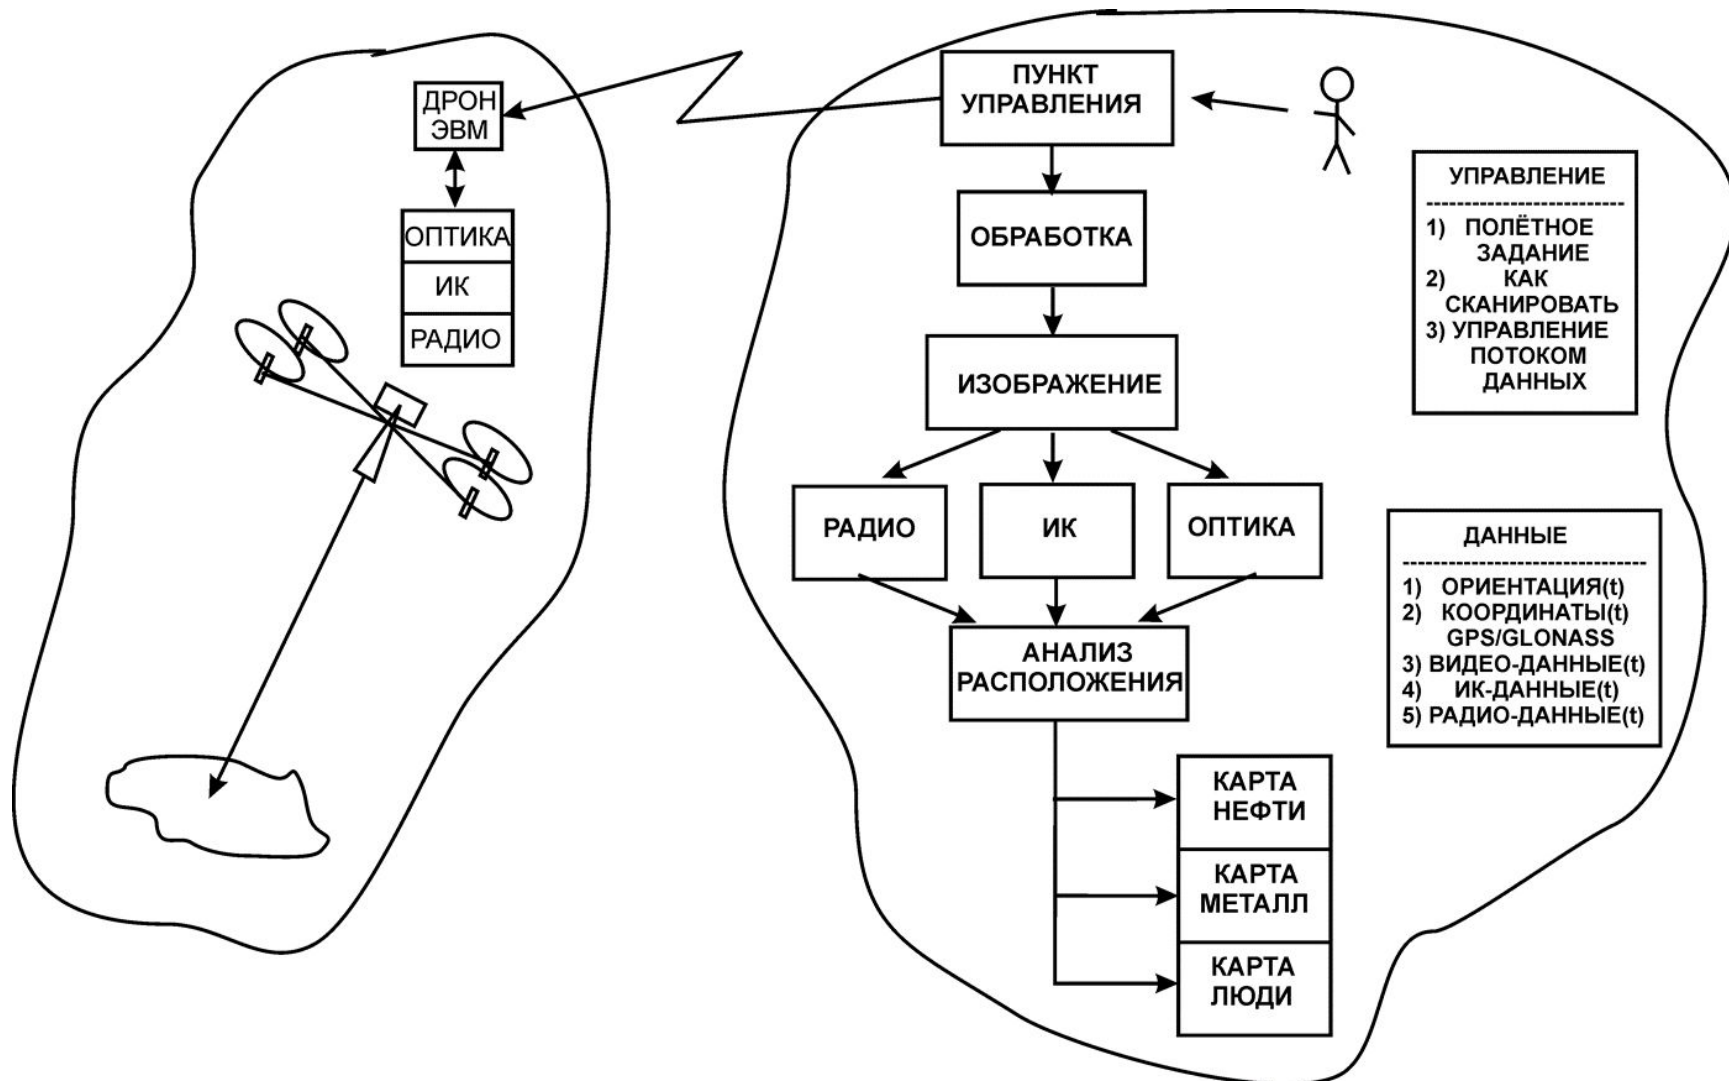 ДРОН
ЭВМ
ОПТИКА
ИК
РАДИО
ПУНКТ
УПРАВЛЕНИЯ
ОБРАБОТКА
ИЗОБРАЖЕНИЕ
РАДИО
ИК
ОПТИКА
АНАЛИЗ
РАСПОЛОЖЕНИЯ
КАРТА
НЕФТИ
КАРТА
МЕТАЛЛ
КАРТА
ЛЮДИ
УПРАВЛЕНИЕ
----------------------------
1) ПОЛЁТНОЕ
ЗАДАНИЕ
2) КАК
СКАНИРОВАТЬ
3) УПРАВЛЕНИЕ
ПОТОКОМ
ДАННЫХ
ДАННЫЕ
----------------------------------
1) ОРИЕНТАЦИЯ(t)
2) КООРДИНАТЫ(t)
GPS/GLONASS
3) ВИДЕО-ДАННЫЕ(t)
4) ИК-ДАННЫЕ(t)
5) РАДИО-ДАННЫЕ(t)